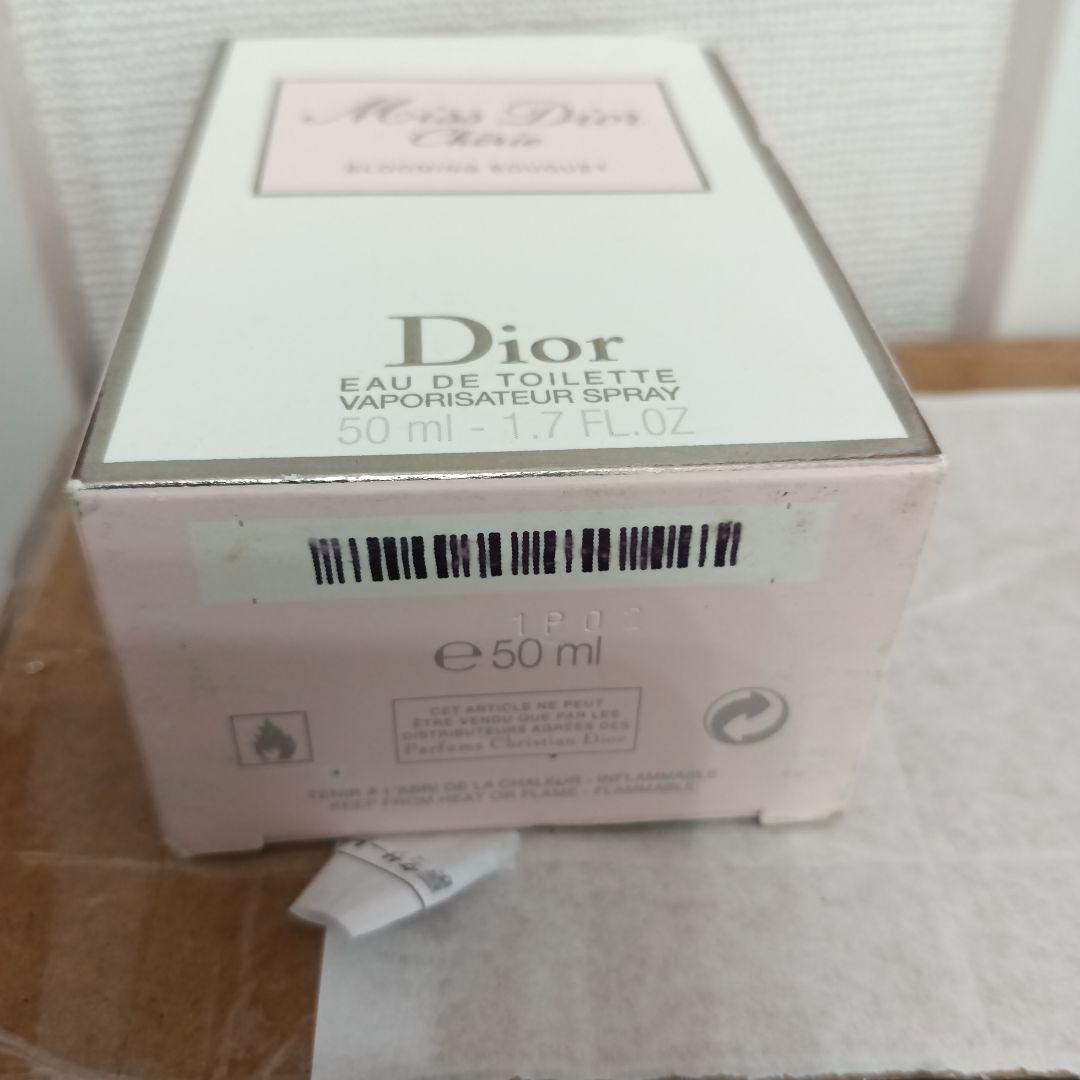 Miss Dior
Chérie
BLOOMING BOUQUET
Dior
EAU DE TOILETTE
VAPORISATEUR SPRAY
50 ml - 1.7 FL.OZ
1P0
℮50 ml
CET ARTICLE NE PEUT
ÊTRE VENDU QUE PAR LES
DISTRIBUTEURS AGRÉÉS DES
Parfums Christian Dior
TENIR À L'ABRI DE LA CHALEUR - INFLAMMABLE
KEEP FROM HEAT OR FLAME - FLAMMABLE